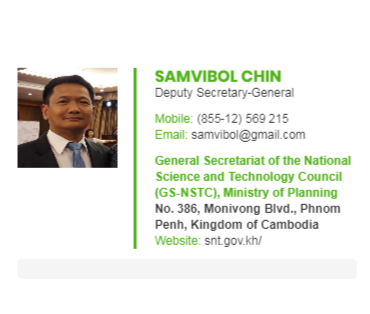 SAMVIBOL CHIN
Deputy Secretary-General
Mobile: (855-12) 569 215
Email: samvibol@gmail.com
General Secretariat of the National
Science and Technology Council
(GS-NSTC), Ministry of Planning
No. 386, Monivong Blvd., Phnom
Penh, Kingdom of Cambodia
Website: snt.gov.kh/